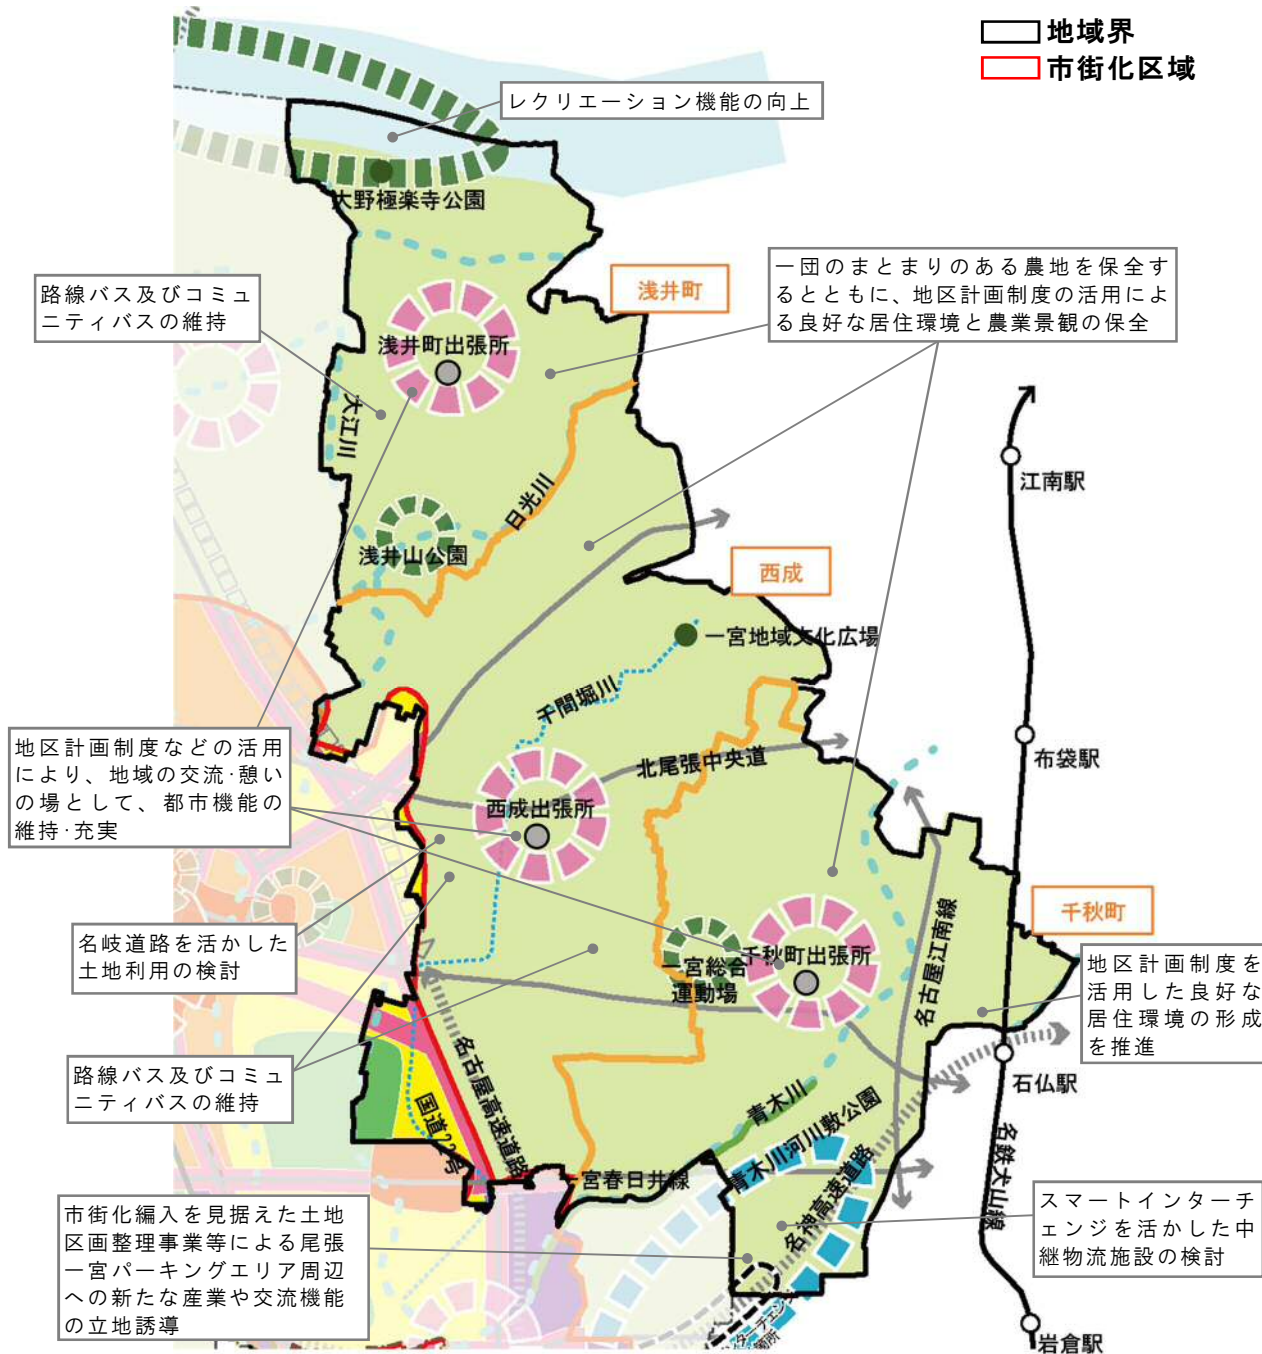 地域界
市街化区域
レクリエーション機能の向上
大野極楽寺公園
路線バス及びコミュ
ニティバスの維持
浅井町
一団のまとまりのある農地を保全す
るとともに、地区計画制度の活用によ
る良好な居住環境と農業景観の保全
浅井町出張所
大江川
日光川
浅井山公園
江南駅
西成
一宮地域文化広場
千間堀川
地区計画制度などの活用
により、地域の交流·憩い
の場として、都市機能の
維持·充実
北尾張中央道
布袋駅
西成出張所
千秋町
名岐道路を活かした
土地利用の検討
千秋町出張所
一宮総合
運動場
名古屋江南線
地区計画制度を
活用した良好な
居住環境の形成
を推進
路線バス及びコミュ
ニティバスの維持
名古屋高速道路
国道22号
石仏駅
青木川
青木川河川敷公園
名神高速道路
名鉄犬山線
宮春日井線
市街化編入を見据えた土地
区画整理事業等による尾張
一宮パーキングエリア周辺
への新たな産業や交流機能
の立地誘導
スマートインターチ
ェンジを活かした中
継物流施設の検討
岩倉駅